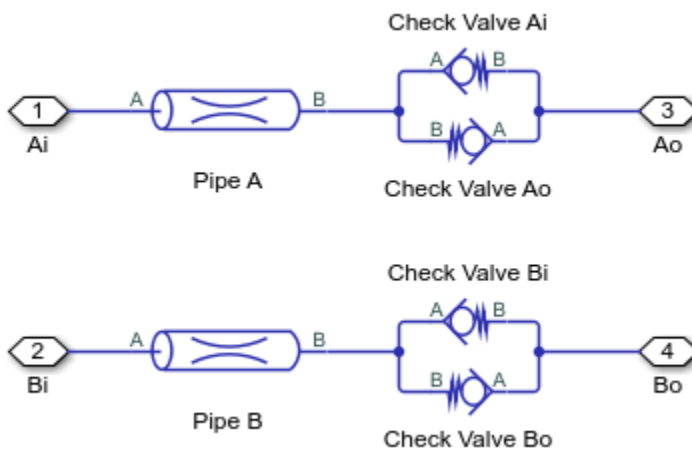 Check Valve Ai
A B
1 A B 3
Ai B A Ao
Pipe A
Check Valve Ao
Check Valve Bi
A B
2 A B 4
Bi B A Bo
Pipe B
Check Valve Bo